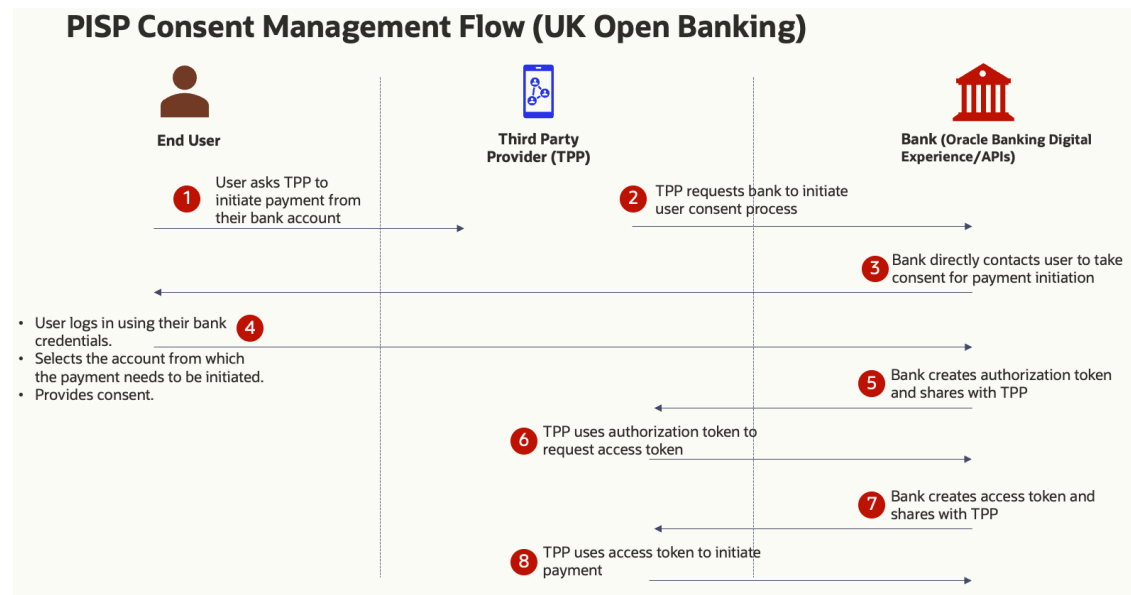 PISP Consent Management Flow (UK Open Banking)
End User
Third Party
Provider (TPP)
Bank (Oracle Banking Digital
Experience/APIs)
1
User asks TPP to
initiate payment from
their bank account
2
TPP requests bank to initiate
user consent process
3
Bank directly contacts user to take
consent for payment initiation
4
• User logs in using their bank
credentials.
• Selects the account from which
the payment needs to be initiated.
• Provides consent.
5
Bank creates authorization token
and shares with TPP
6
TPP uses authorization token to
request access token
7
Bank creates access token and
shares with TPP
8
TPP uses access token to initiate
payment